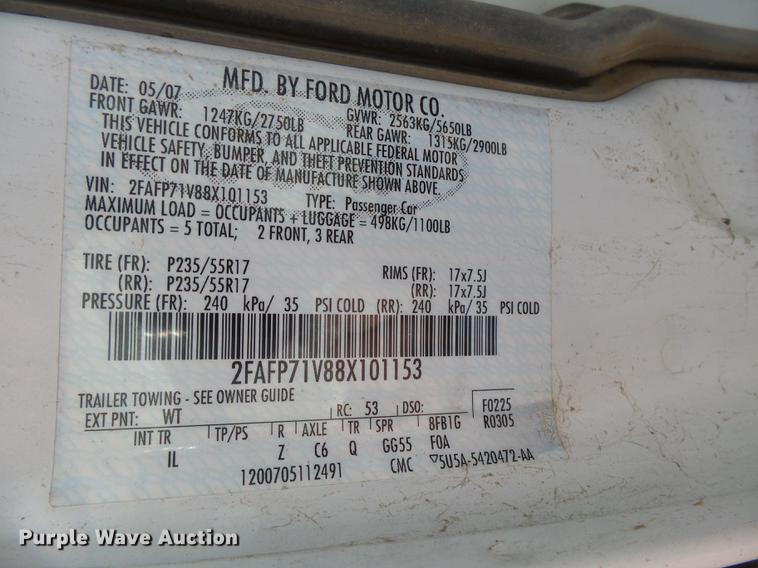 MFD. BY FORD MOTOR CO.
DATE: 05/07 GVWR: 2563KG/5650LB
FRONT GAWR: 1247KG/2750LB REAR GAWR: 1315KG/2900LB
THIS VEHICLE CONFORMS TO ALL APPLICABLE FEDERAL MOTOR
VEHICLE SAFETY, BUMPER, AND THEFT PREVENTION STANDARDS
IN EFFECT ON THE DATE OF MANUFACTURE SHOWN ABOVE.
VIN: 2FAFP71V88X101153 TYPE: Passenger Car
MAXIMUM LOAD = OCCUPANTS + LUGGAGE = 498KG/1100LB
OCCUPANTS = 5 TOTAL; 2 FRONT, 3 REAR
TIRE (FR): P235/55R17 RIMS (FR): 17x7.5J
(RR): P235/55R17 (RR): 17x7.5J
PRESSURE (FR): 240 kPa/ 35 PSI COLD (RR): 240 kPa/ 35 PSI COLD
2FAFP71V88X101153
TRAILER TOWING - SEE OWNER GUIDE
EXT PNT: WT RC: 53 DSO: F0225
R0305
INT TR TP/PS R AXLE TR SPR 8FB1G
IL Z C6 Q GG55 FOA
1200705112491 CMC ▽5U5A-5420472-AA
Purple Wave Auction